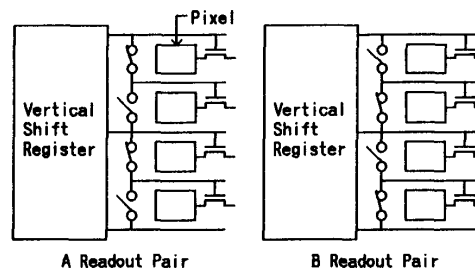 Pixel
Vertical
Shift
Register
Vertical
Shift
Register
A Readout Pair
B Readout Pair